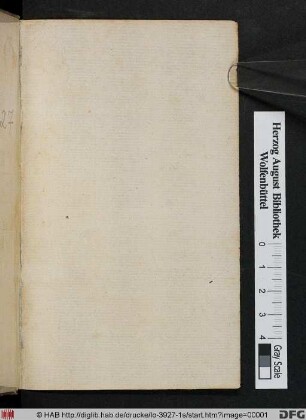 27
Herzog August Bibliothek
Wolfenbüttel
0 1 2 3 4
Gray Scale
© HAB http://diglib.hab.de/drucke/lo-3927-1s/start.htm?image=00001
DFG